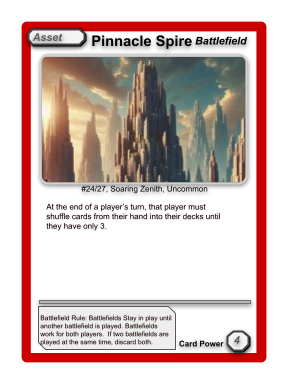 Asset
Pinnacle Spire Battlefield
#24/27, Soaring Zenith, Uncommon
At the end of a player's turn, that player must
shuffle cards from their hand into their decks until
they have only 3.
Battlefield Rule: Battlefields Stay in play until
another battlefield is played. Battlefields
work for both players. If two battlefields are
played at the same time, discard both.
Card Power 4